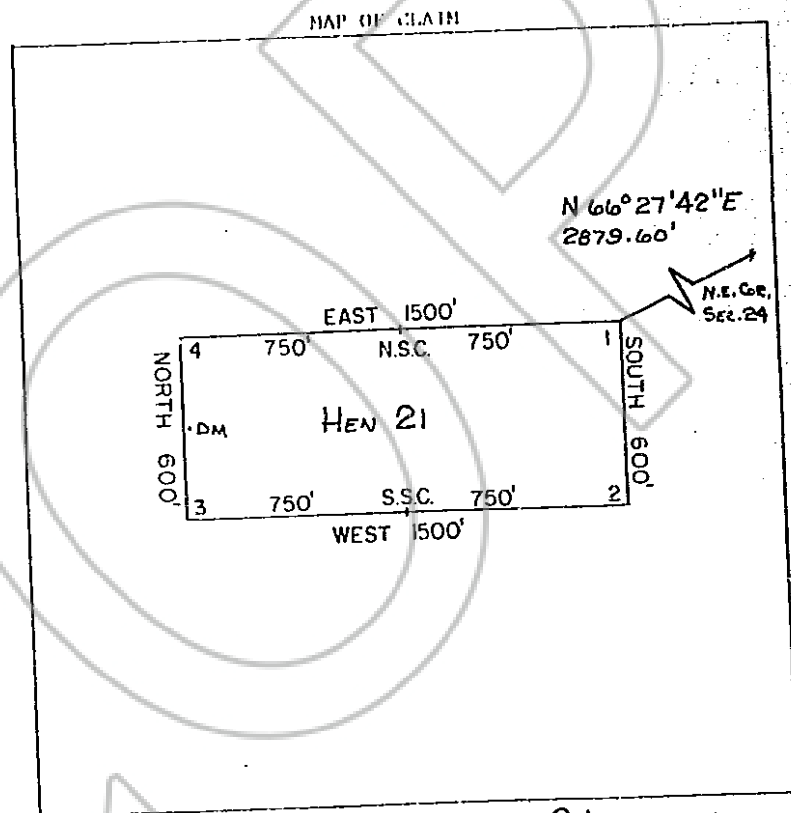 MAP OF CLAIM
N 66°27'42"E
2879.60'
N.E. COR.
SEC. 24
EAST 1500'
4 750' N.S.C. 750' 1
NORTH 600'
SOUTH 600'
.DM
HEN 21
3 750' S.S.C. 750' 2
WEST 1500'